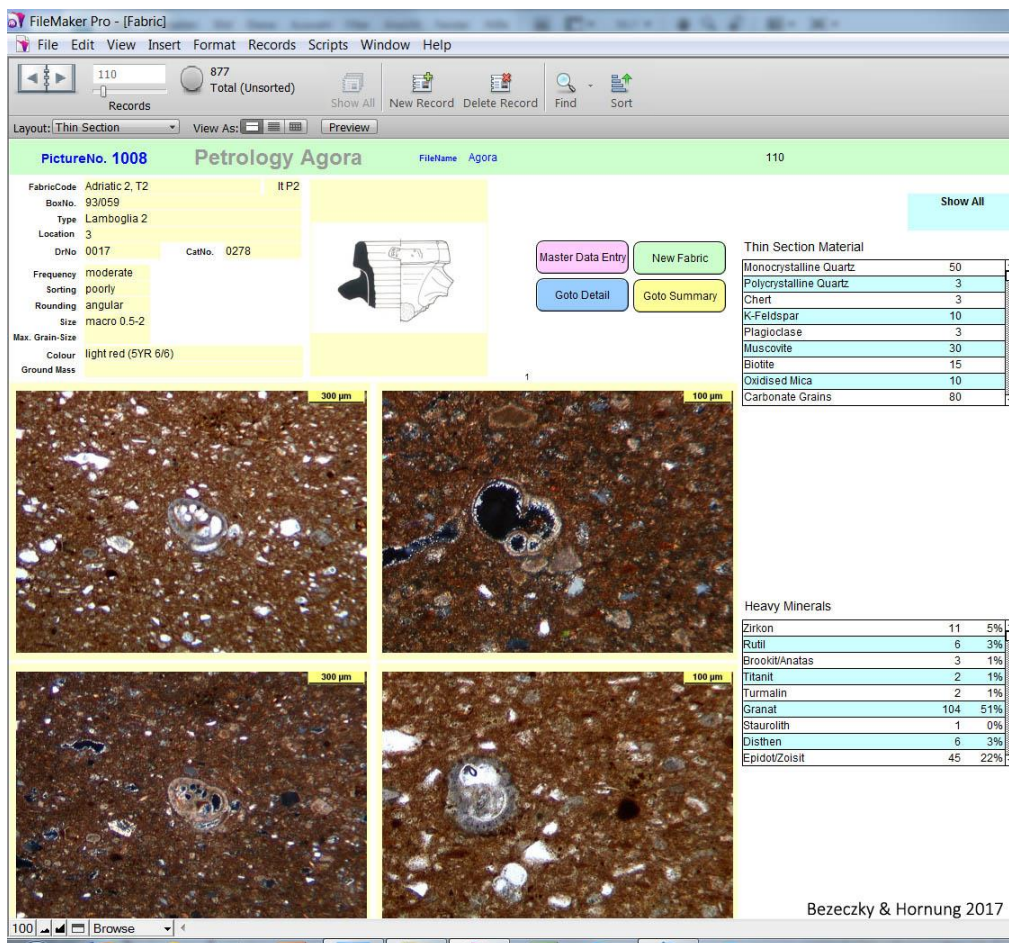 FileMaker Pro - [Fabric]
File Edit View Insert Format Records Scripts Window Help
110
Records
877
Total (Unsorted)
Show All
New Record
Delete Record
Find
Sort
Layout: Thin Section
View As:
Preview
PictureNo. 1008
Petrology Agora
FileName Agora
110
FabricCode Adriatic 2, T2 It P2
BoxNo. 93/059
Type Lamboglia 2
Location 3
DrNo 0017 CatNo. 0278
Frequency moderate
Sorting poorly
Rounding angular
Size macro 0.5-2
Max. Grain-Size
Colour light red (5YR 6/6)
Ground Mass
Master Data Entry
New Fabric
Goto Detail
Goto Summary
1
Show All
Thin Section Material
Monocrystalline Quartz 50
Polycrystalline Quartz 3
Chert 3
K-Feldspar 10
Plagioclase 3
Muscovite 30
Biotite 15
Oxidised Mica 10
Carbonate Grains 80
300 µm
100 µm
300 µm
100 µm
Heavy Minerals
Zirkon 11 5%
Rutil 6 3%
Brookit/Anatas 3 1%
Titanit 2 1%
Turmalin 2 1%
Granat 104 51%
Staurolith 1 0%
Disthen 6 3%
Epidot/Zoisit 45 22%
Bezeczky & Hornung 2017
100 Browse